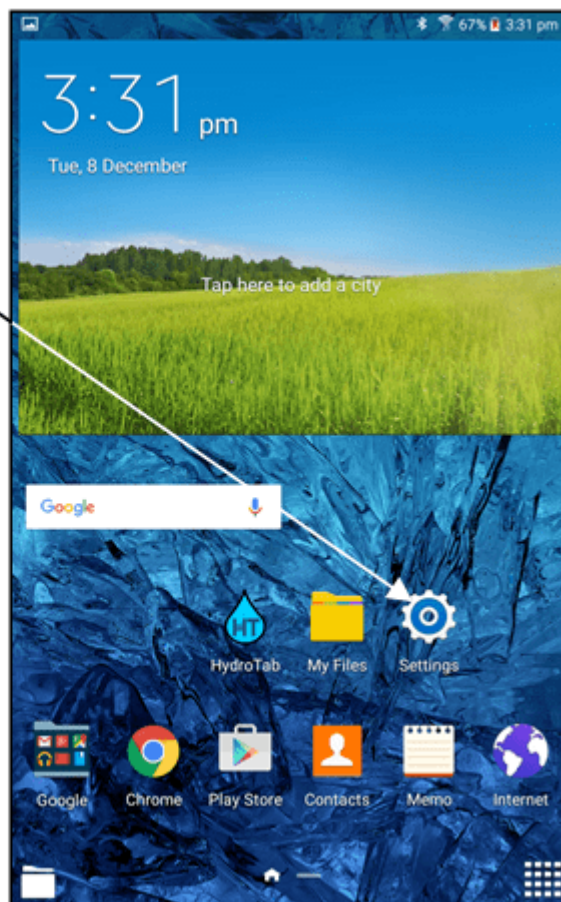 67% 3:31 pm
3:31 pm
Tue, 8 December
Tap here to add a city
Google
HT
HydroTab My Files Settings
Google Chrome Play Store Contacts Memo Internet